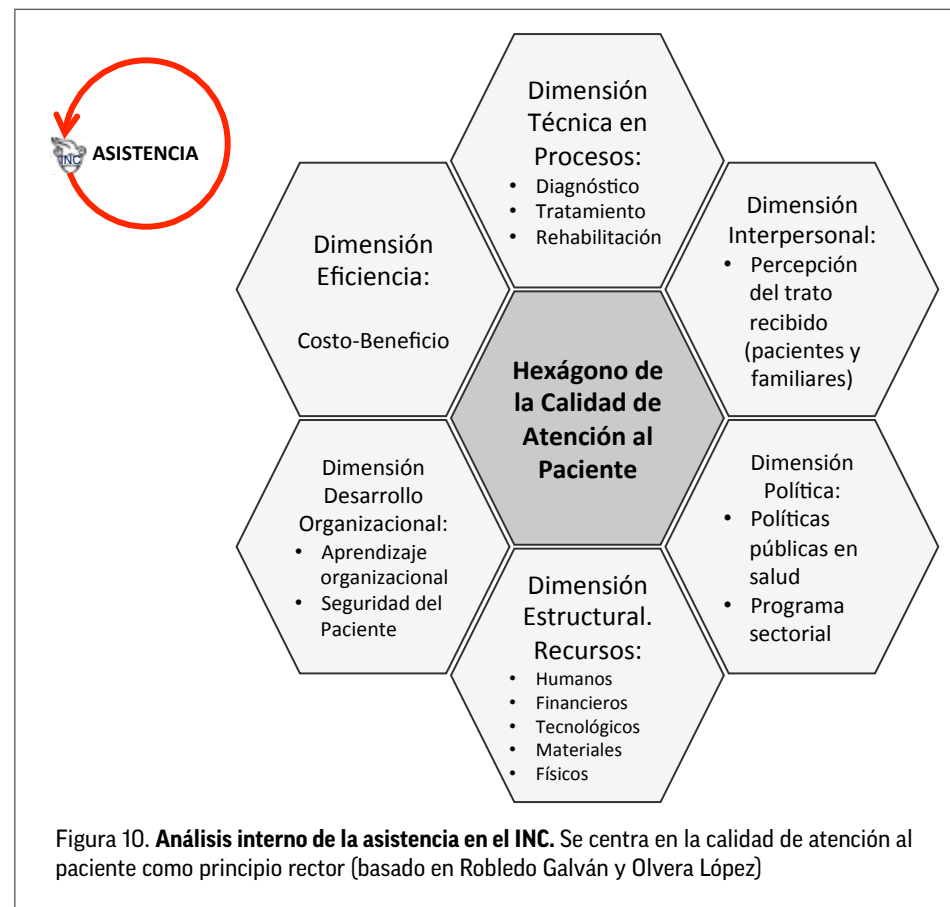 INC
ASISTENCIA
Dimensión
Técnica en
Procesos:
• Diagnóstico
• Tratamiento
• Rehabilitación
Dimensión
Interpersonal:
• Percepción
del trato
recibido
(pacientes y
familiares)
Dimensión
Eficiencia:
Costo-Beneficio
Hexágono de
la Calidad de
Atención al
Paciente
Dimensión
Desarrollo
Organizacional:
• Aprendizaje
organizacional
• Seguridad del
Paciente
Dimensión
Política:
• Políticas
públicas en
salud
• Programa
sectorial
Dimensión
Estructural.
Recursos:
• Humanos
• Financieros
• Tecnológicos
• Materiales
• Físicos
Figura 10. Análisis interno de la asistencia en el INC. Se centra en la calidad de atención al
paciente como principio rector (basado en Robledo Galván y Olvera López)